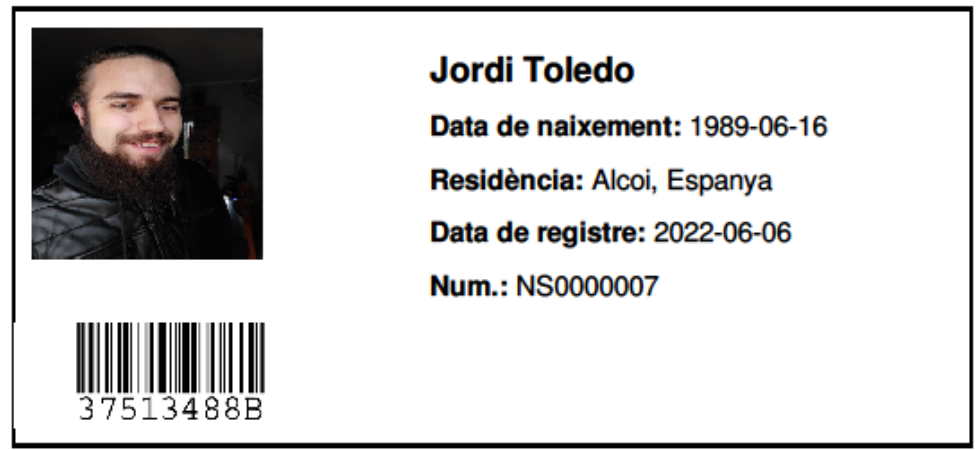 Jordi Toledo
Data de naixement: 1989-06-16
Residència: Alcoi, Espanya
Data de registre: 2022-06-06
Num.: NS0000007
37513488B